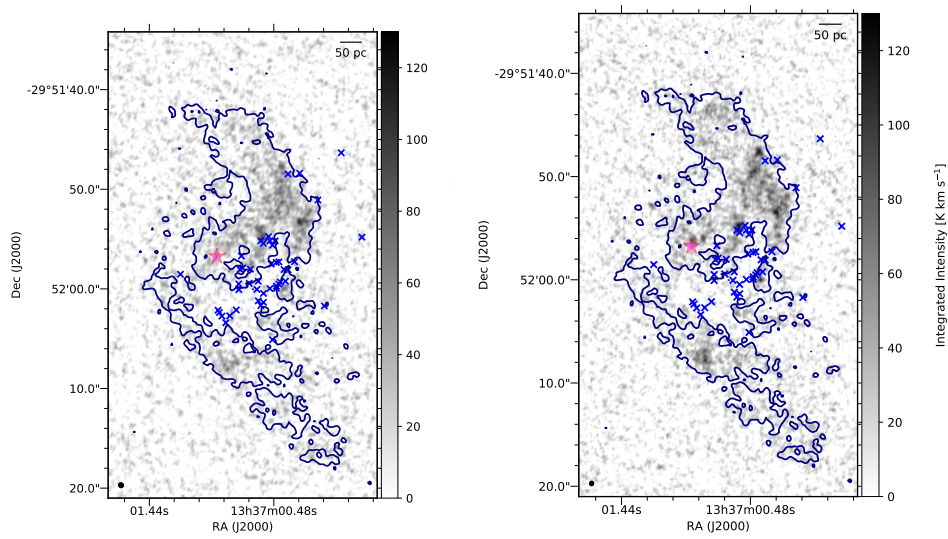 50 pc
-29°51'40.0"
50.0"
52'00.0"
10.0"
20.0"
Dec (J2000)
01.44s
13h37m00.48s
RA (J2000)
120
100
80
60
40
20
0
50 pc
-29°51'40.0"
50.0"
52'00.0"
10.0"
20.0"
Dec (J2000)
01.44s
13h37m00.48s
RA (J2000)
120
100
80
60
40
20
0
Integrated Intensity [K km s⁻¹]